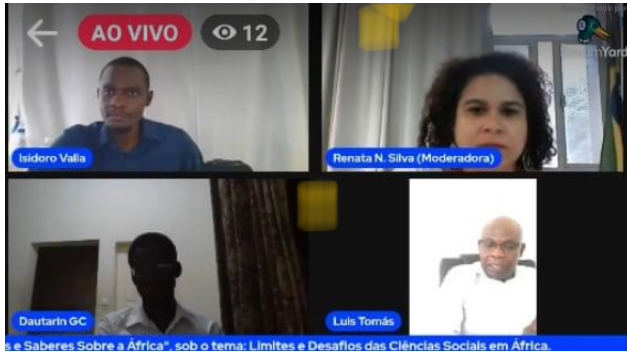 AO VIVO
12
Isidoro Valia
Renata N. Silva (Moderadora)
Dautarin GC
Luis Tomás
s e Saberes Sobre a África", sob o tema: Limites e Desafios das Ciências Sociais em África.